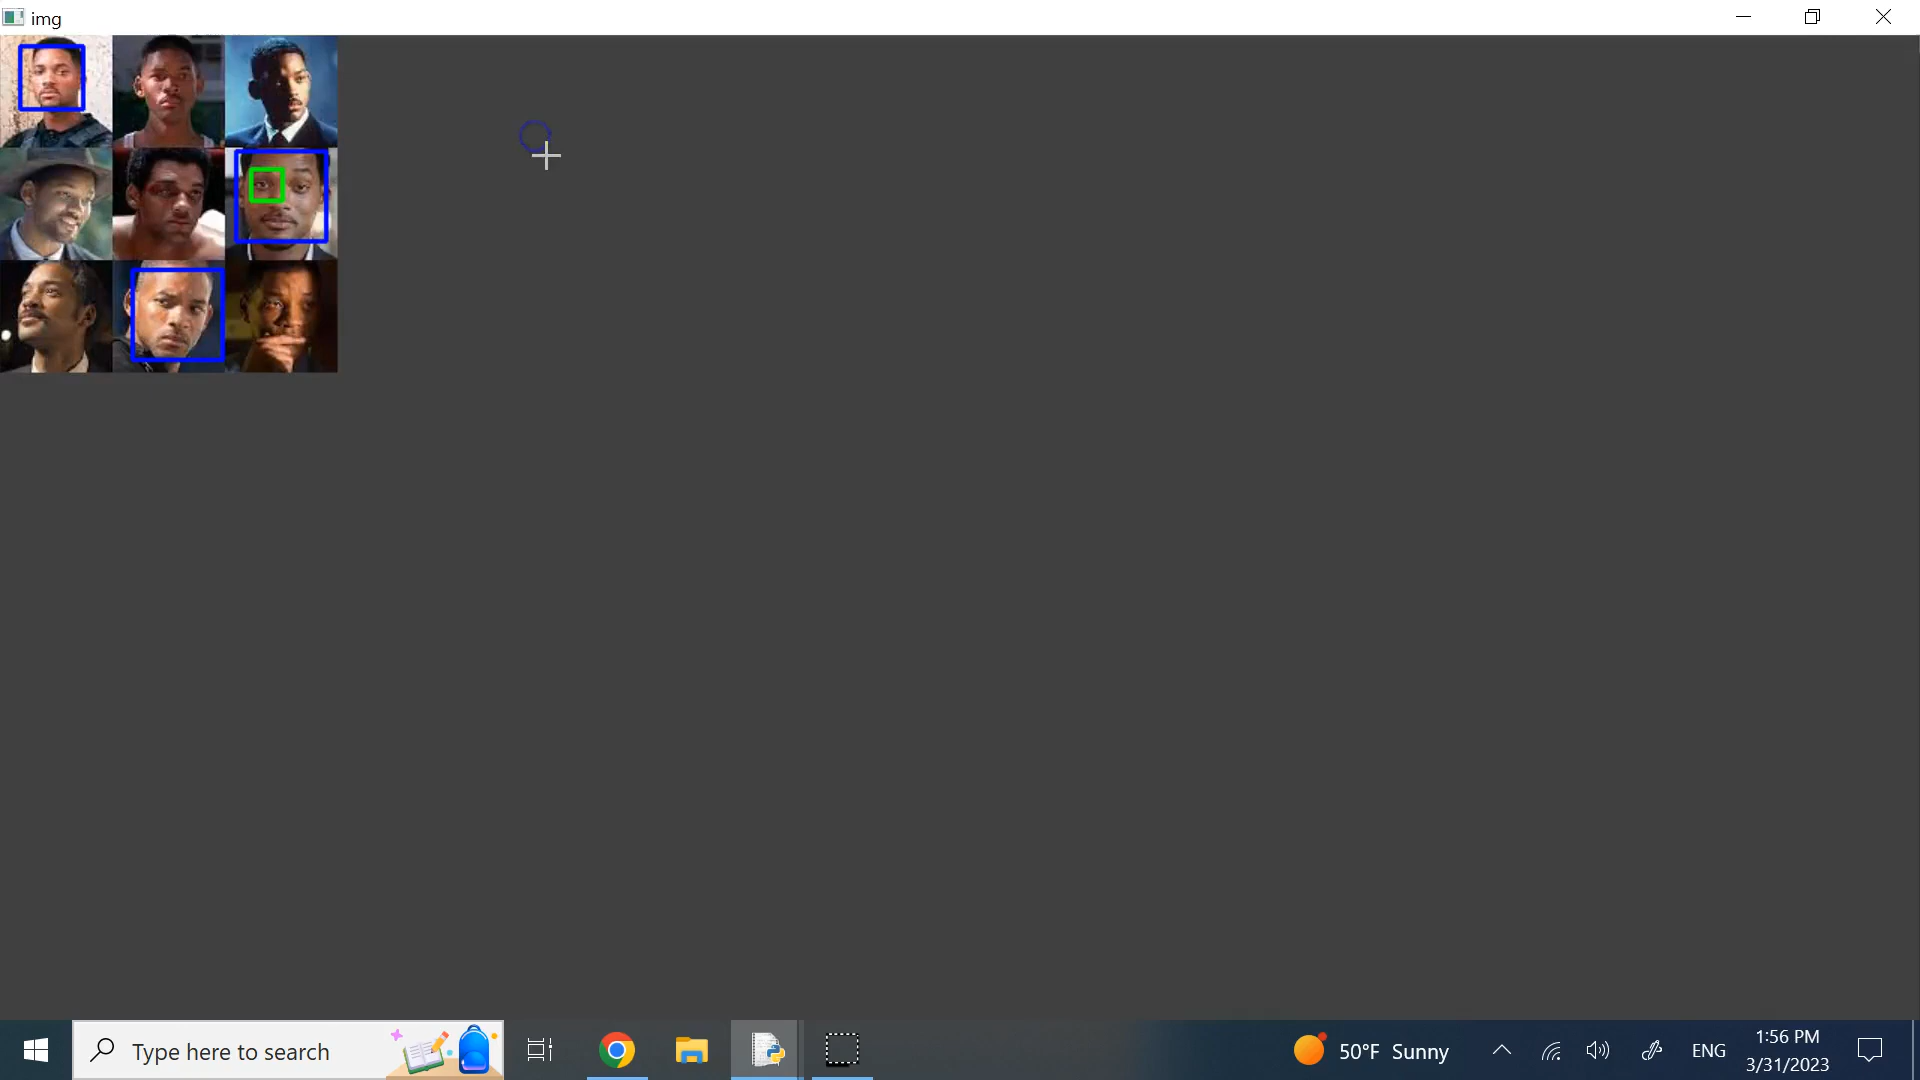 img
Type here to search
50°F Sunny
ENG
1:56 PM
3/31/2023